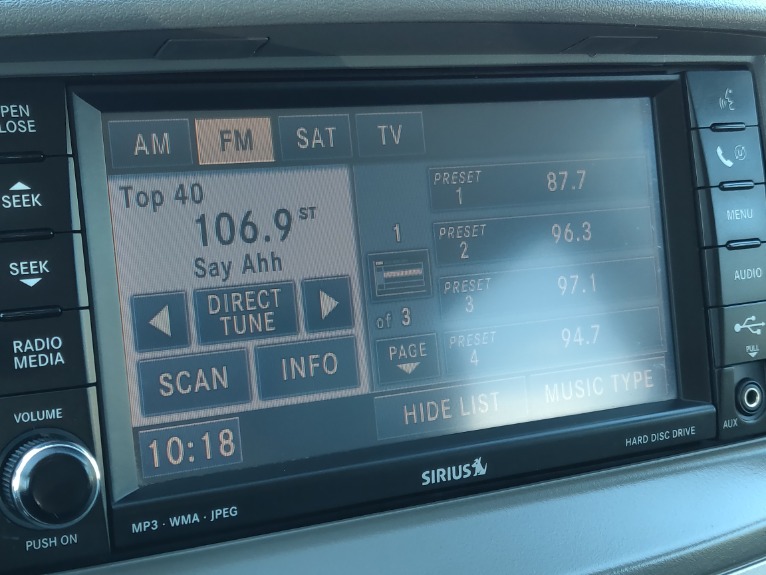 OPEN
CLOSE
SEEK
SEEK
RADIO
MEDIA
VOLUME
PUSH ON
AM
FM
SAT
TV
Top 40
106.9 ST
Say Ahh
DIRECT
TUNE
SCAN
INFO
10:18
1
of 3
PAGE
PRESET
1
87.7
PRESET
2
96.3
PRESET
3
97.1
PRESET
4
94.7
HIDE LIST
MUSIC TYPE
MP3 · WMA · JPEG
SIRIUS
HARD DISC DRIVE
MENU
AUDIO
PULL
AUX